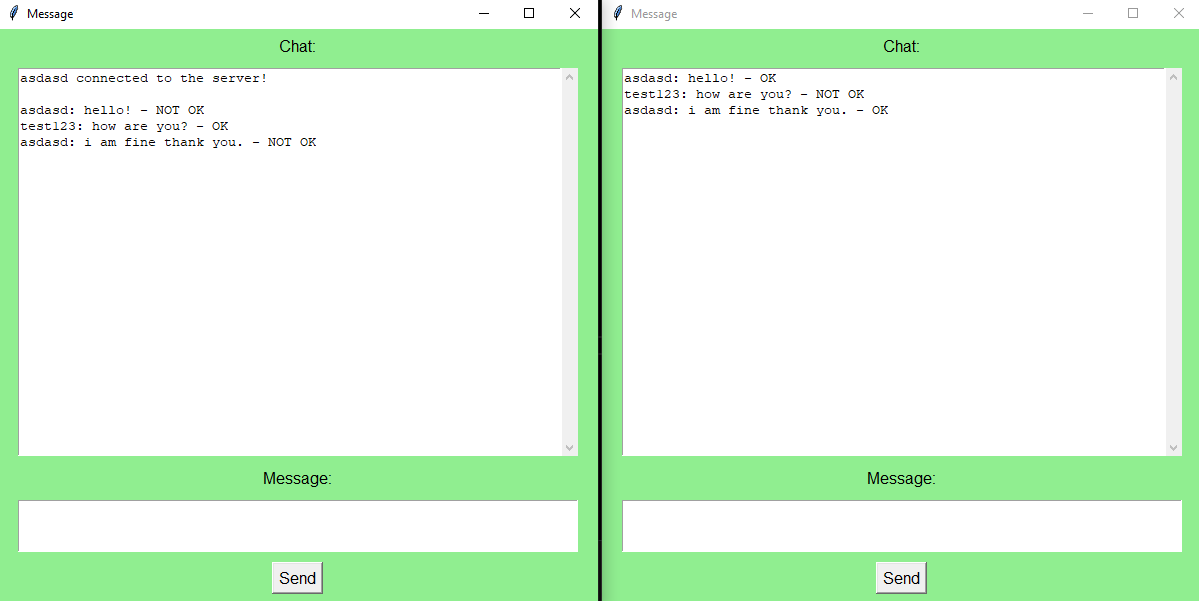 Message
Chat:
asdasd connected to the server!
asdasd: hello! - NOT OK
test123: how are you? - OK
asdasd: i am fine thank you. - NOT OK
Message:
Send
Message
Chat:
asdasd: hello! - OK
test123: how are you? - NOT OK
asdasd: i am fine thank you. - OK
Message:
Send